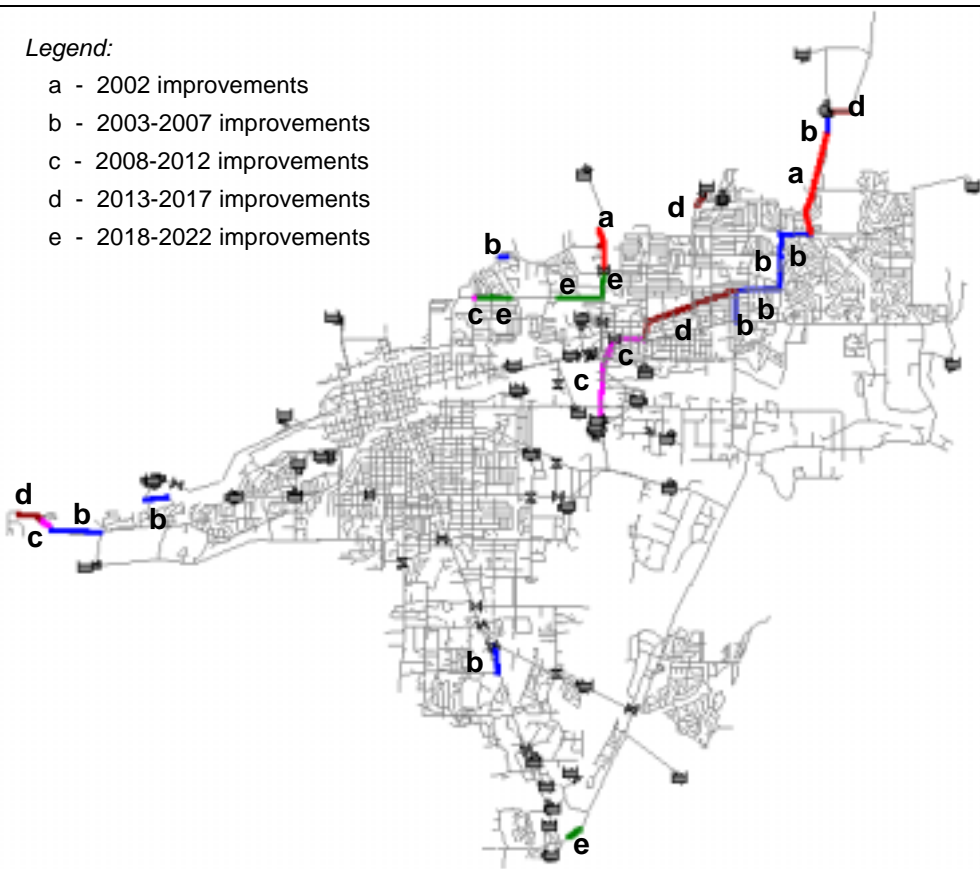 Legend:
a - 2002 improvements
b - 2003-2007 improvements
c - 2008-2012 improvements
d - 2013-2017 improvements
e - 2018-2022 improvements
d
b
a
d
a
b
b
b
e
e
c e
b
d
b
c
c
d
b
c
b
b
e